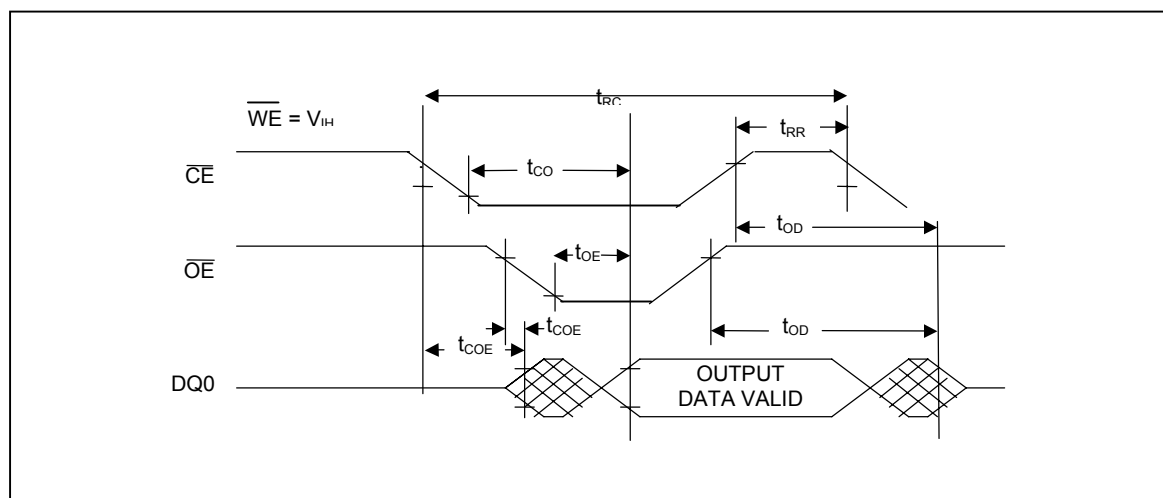 tRC
WE = VIH
tRR
CE
tCO
tOD
OE
tOE
tCOE
tCOE
tOD
DQ0
OUTPUT
DATA VALID